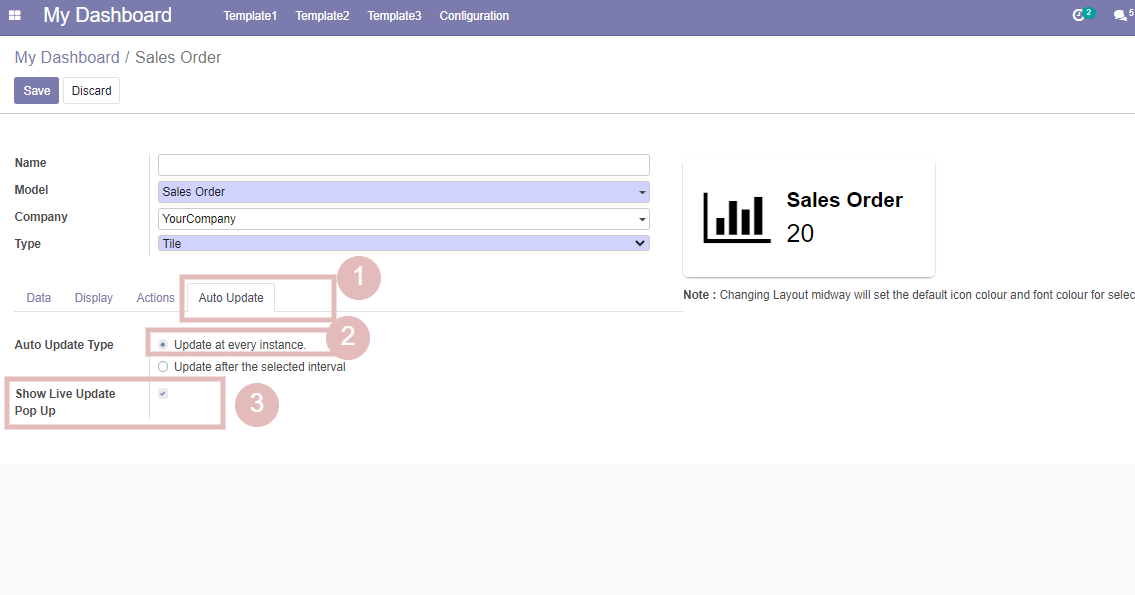 My Dashboard Template1 Template2 Template3 Configuration 2 5
My Dashboard / Sales Order
Save Discard
Name
Model Sales Order
Company YourCompany
Type Tile
Sales Order
20
Data Display Actions Auto Update 1
Note : Changing Layout midway will set the default icon colour and font colour for selec
Auto Update Type Update at every instance. 2
Update after the selected interval
Show Live Update
Pop Up
3